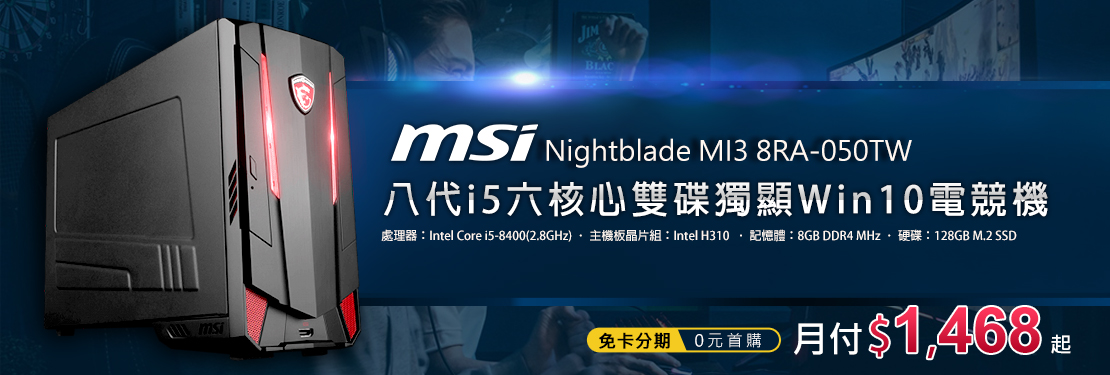 JIM
msi Nightblade MI3 8RA-050TW
八代i5六核心雙碟獨顯Win10電競機
處理器：Intel Core i5-8400(2.8GHz) ・ 主機板晶片組：Intel H310 ・ 記憶體：8GB DDR4 MHz ・ 硬碟：128GB M.2 SSD
msi
免卡分期 0元首購 月付$1,468起